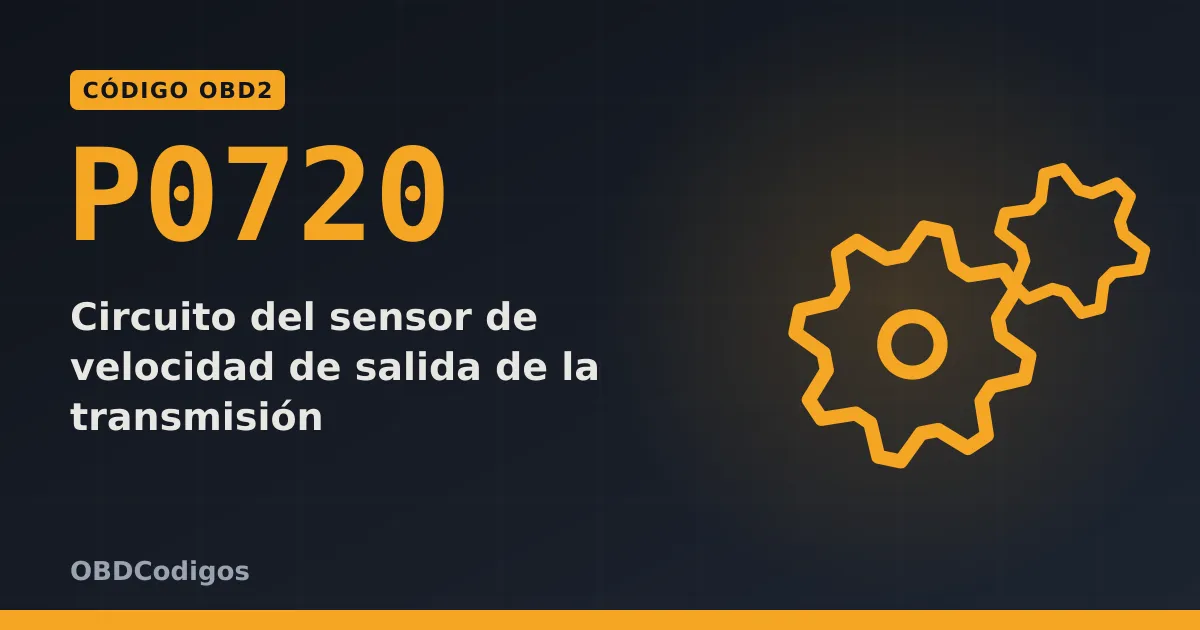 CÓDIGO OBD2
P0720
Circuito del sensor de
velocidad de salida de la
transmisión
OBDCodigos